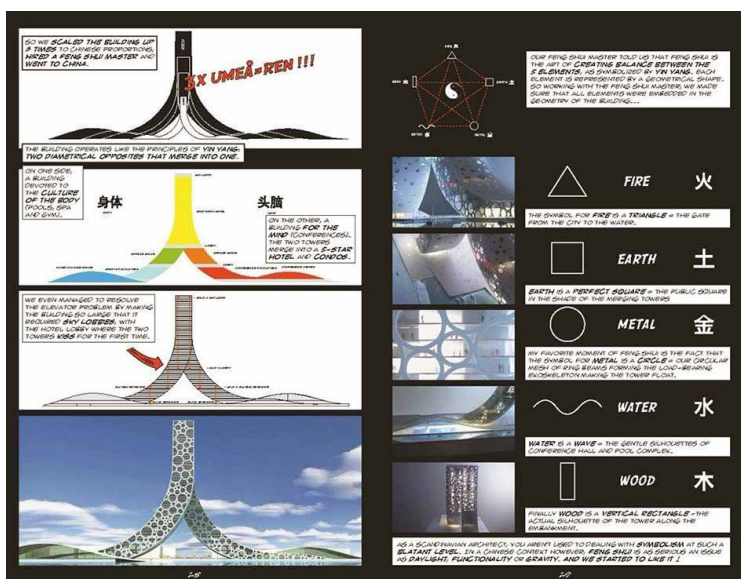 SO WE SCALED THE BUILDING UP
3 TIMES TO CHINESE PROPORTIONS,
HIRED A FENG SHUI MASTER AND
WENT TO CHINA.
3X UMEÅ=REN !!!
THE BUILDING OPERATES LIKE THE PRINCIPLES OF YIN YANG:
TWO DIAMETRICAL OPPOSITES THAT MERGE INTO ONE.
ON ONE SIDE,
A BUILDING
DEVOTED
TO THE CULTURE
OF THE BODY
(POOLS, SPA
AND GYM).
身体
头脑
ON THE OTHER, A
BUILDING FOR THE
MIND (CONFERENCES).
THE TWO TOWERS
MERGE INTO A 5-STAR
HOTEL AND CONDOS.
WE EVEN MANAGED TO RESOLVE
THE ELEVATOR PROBLEM BY MAKING
THE BUILDING SO LARGE THAT IT
REQUIRED SKY LOBBIES, WITH
THE HOTEL LOBBY WHERE THE TWO
TOWERS KISS FOR THE FIRST TIME.
28
FIRE 火
WOOD 木
EARTH 土
WATER 水
METAL 金
OUR FENG SHUI MASTER TOLD US THAT FENG SHUI IS
THE ART OF CREATING BALANCE BETWEEN THE
5 ELEMENTS, AS SYMBOLIZED BY YIN YANG. EACH
ELEMENT IS REPRESENTED BY A GEOMETRICAL SHAPE.
SO WORKING WITH THE FENG SHUI MASTER, WE MADE
SURE THAT ALL ELEMENTS WERE EMBEDDED IN THE
GEOMETRY OF THE BUILDING...
FIRE 火
THE SYMBOL FOR FIRE IS A TRIANGLE = THE GATE
FROM THE CITY TO THE WATER.
EARTH 土
EARTH IS A PERFECT SQUARE = THE PUBLIC SQUARE
IN THE SHADE OF THE MERGING TOWERS
METAL 金
MY FAVORITE MOMENT OF FENG SHUI IS THE FACT THAT
THE SYMBOL FOR METAL IS A CIRCLE = OUR CIRCULAR
MESH OF RING BEAMS FORMING THE LOAD-BEARING
EXOSKELETON MAKING THE TOWER FLOAT.
WATER 水
WATER IS A WAVE = THE GENTLE SILHOUETTES OF
CONFERENCE HALL AND POOL COMPLEX.
WOOD 木
FINALLY WOOD IS A VERTICAL RECTANGLE =THE
ACTUAL SILHOUETTE OF THE TOWER ALONG THE
EMBANKMENT.
AS A SCANDINAVIAN ARCHITECT, YOU AREN'T USED TO DEALING WITH SYMBOLISM AT SUCH A
BLATANT LEVEL. IN A CHINESE CONTEXT HOWEVER, FENG SHUI IS AS SERIOUS AN ISSUE
AS DAYLIGHT, FUNCTIONALITY OR GRAVITY. AND WE STARTED TO LIKE IT !
29